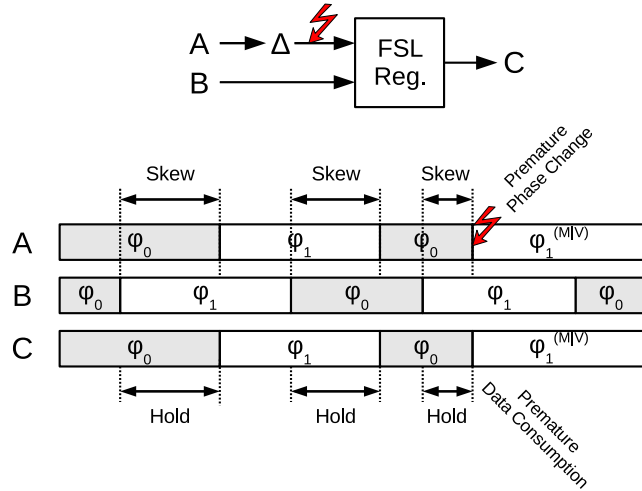 A
Δ
B
FSL
Reg.
C
Skew
Skew
Skew
Premature
Phase Change
A
φ0
φ1
φ0
φ1(M|V)
B
φ0
φ1
φ0
φ1
φ0
C
φ0
φ1
φ0
φ1(M|V)
Hold
Hold
Hold
Premature
Data Consumption